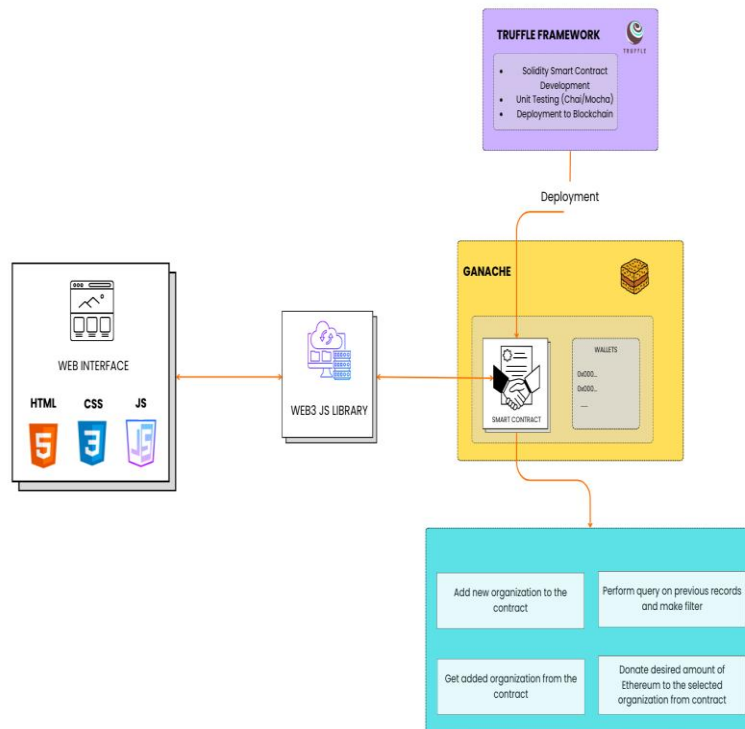 TRUFFLE FRAMEWORK
TRUFFLE
• Solidity Smart Contract
Development
• Unit Testing (Chai/Mocha)
• Deployment to Blockchain
Deployment
GANACHE
WALLETS
0x000...
0x000...
SMART CONTRACT
WEB INTERFACE
HTML
CSS
JS
5
3
JS
WEB3 JS LIBRARY
Add new organization to the
contract
Perform query on previous records
and make filter
Get added organization from the
contract
Donate desired amount of
Ethereum to the selected
organization from contract